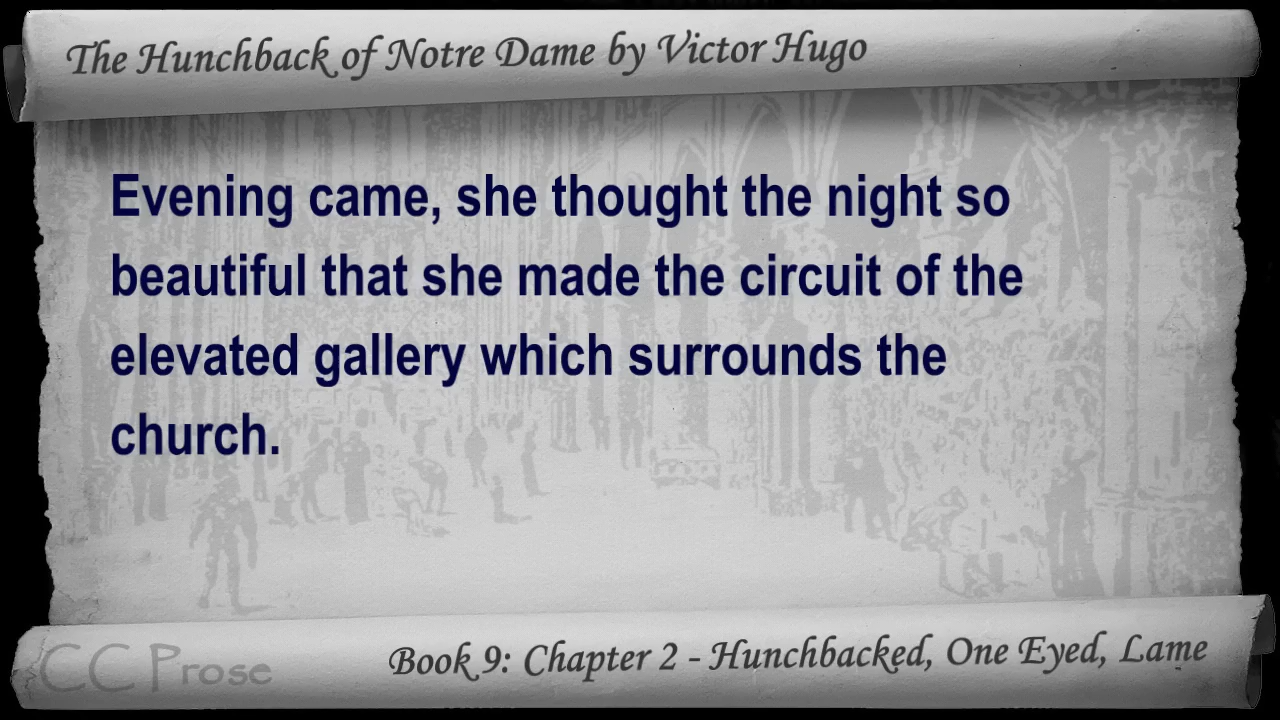 The Hunchback of Notre Dame by Victor Hugo
Evening came, she thought the night so
beautiful that she made the circuit of the
elevated gallery which surrounds the
church.
CC Prose
Book 9: Chapter 2 - Hunchbacked, One Eyed, Lame